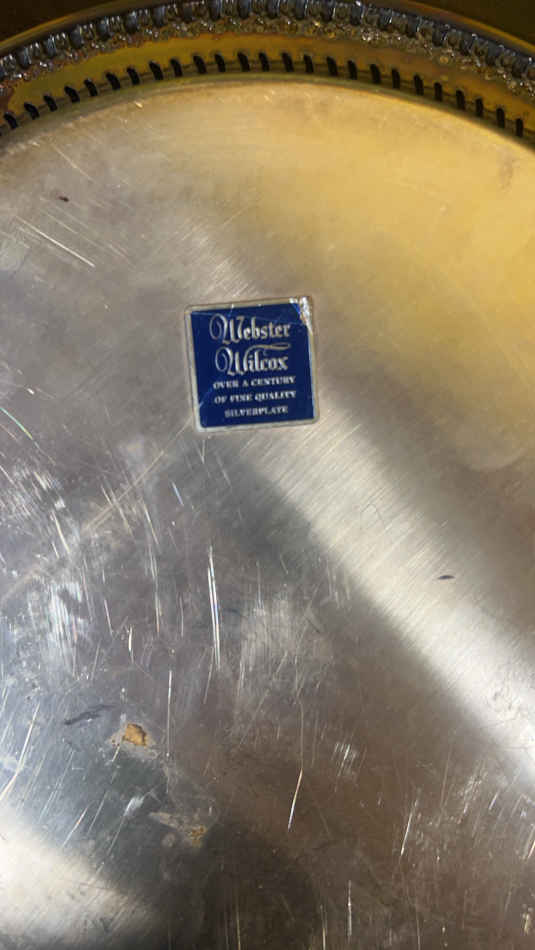 Webster
Wilcox
OVER A CENTURY
OF FINE QUALITY
SILVERPLATE